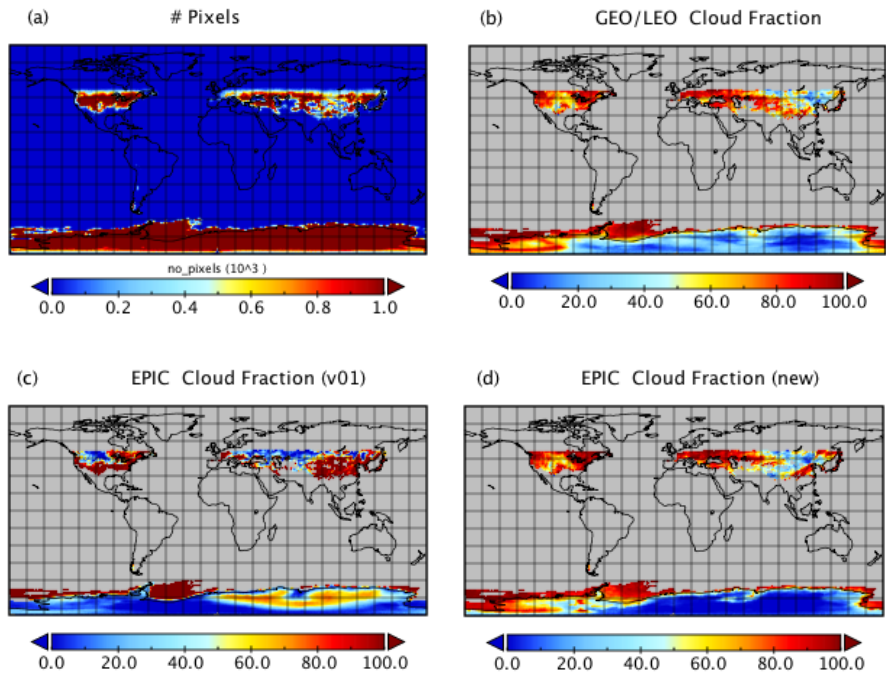 (a) # Pixels
(b) GEO/LEO Cloud Fraction
no_pixels (10^3 )
0.0 0.2 0.4 0.6 0.8 1.0
0.0 20.0 40.0 60.0 80.0 100.0
(c) EPIC Cloud Fraction (v01)
(d) EPIC Cloud Fraction (new)
0.0 20.0 40.0 60.0 80.0 100.0
0.0 20.0 40.0 60.0 80.0 100.0